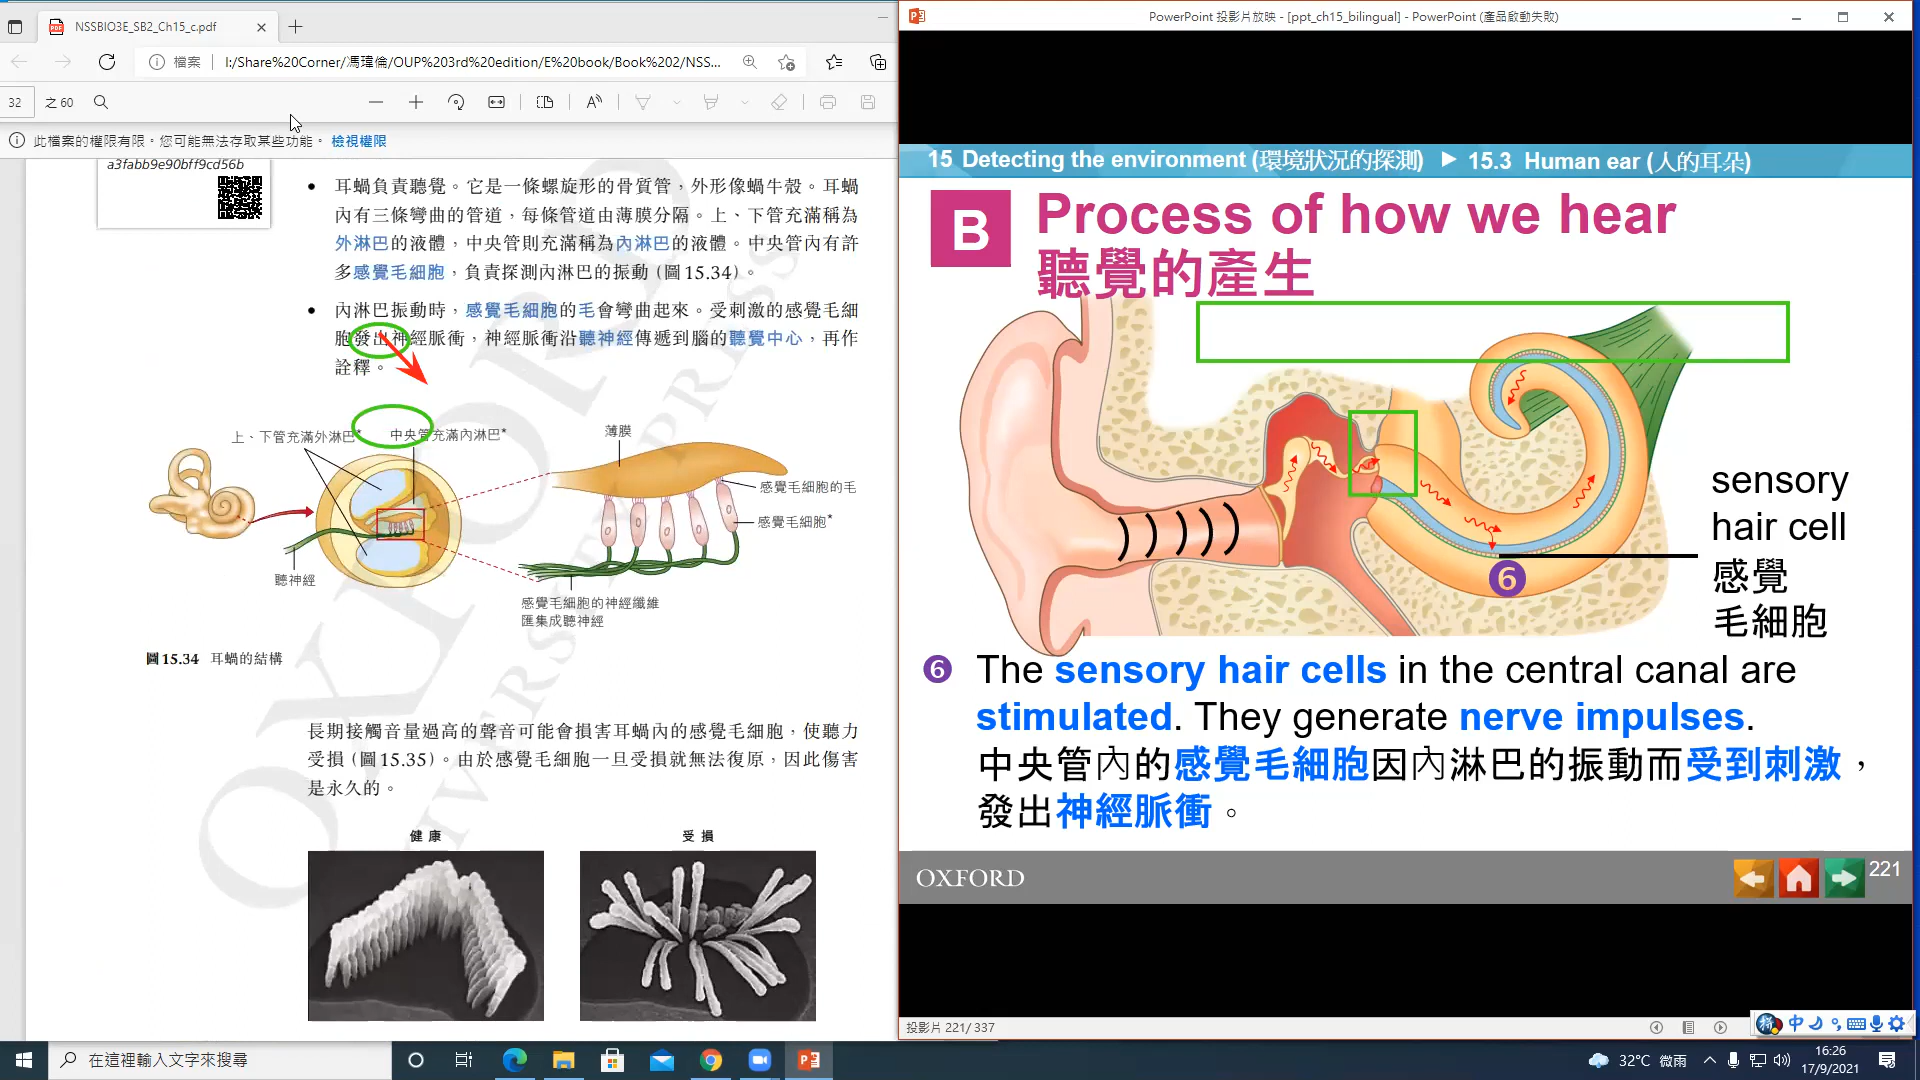 NSSBIO3E_SB2_Ch15_c.pdf
檔案
I:/Share%20Corner/馮瑋倫/OUP%203rd%20edition/E%20book/Book%202/NSS...
32 之 60
此檔案的權限有限。您可能無法存取某些功能。 檢視權限
a3fabb9e90bff9cd56b
• 耳蝸負責聽覺。它是一條螺旋形的骨質管，外形像蝸牛殼。耳蝸
內有三條彎曲的管道，每條管道由薄膜分隔。上、下管充滿稱為
外淋巴的液體，中央管則充滿稱為內淋巴的液體。中央管內有許
多感覺毛細胞，負責探測內淋巴的振動 (圖 15.34)。
• 內淋巴振動時，感覺毛細胞的毛會彎曲起來。受刺激的感覺毛細
胞發出神經脈衝，神經脈衝沿聽神經傳遞到腦的聽覺中心，再作
詮釋。
上、下管充滿外淋巴*
中央管充滿內淋巴*
薄膜
感覺毛細胞的毛
感覺毛細胞*
聽神經
感覺毛細胞的神經纖維
匯集成聽神經
圖15.34 耳蝸的結構
長期接觸音量過高的聲音可能會損害耳蝸內的感覺毛細胞，使聽力
受損 (圖 15.35)。由於感覺毛細胞一旦受損就無法復原，因此傷害
是永久的。
健 康
受 損
OXFORD
PowerPoint 投影片放映 - [ppt_ch15_bilingual] - PowerPoint (產品啟動失敗)
15 Detecting the environment (環境狀況的探測) ► 15.3 Human ear (人的耳朵)
B Process of how we hear
聽覺的產生
sensory
hair cell
感覺
毛細胞
6
6 The sensory hair cells in the central canal are
stimulated. They generate nerve impulses.
中央管內的感覺毛細胞因內淋巴的振動而受到刺激，
發出神經脈衝。
OXFORD
221
投影片 221/ 337
中
在這裡輸入文字來搜尋
32°C 微雨
16:26
17/9/2021